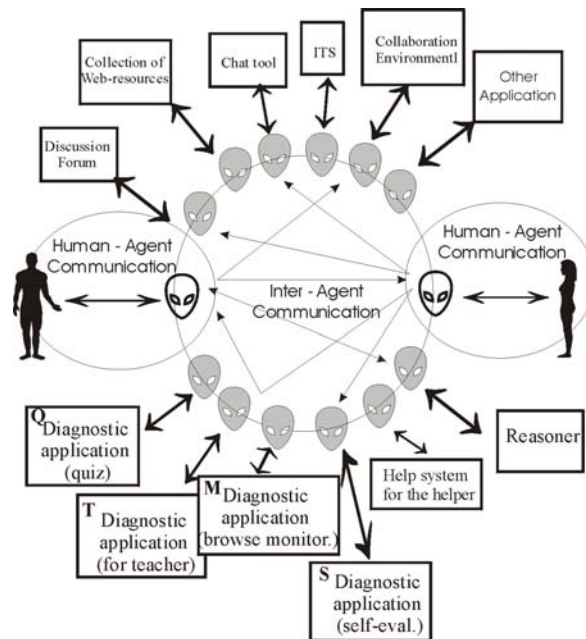 Collection of
Web-resources
Chat tool
ITS
Collaboration
Environmentl
Other
Application
Discussion
Forum
Human - Agent
Communication
Inter - Agent
Communication
Human - Agent
Communication
Q
Diagnostic
application
(quiz)
T
Diagnostic
application
(for teacher)
M
Diagnostic
application
(browse monitor.)
S
Diagnostic
application
(self-eval.)
Help system
for the helper
Reasoner